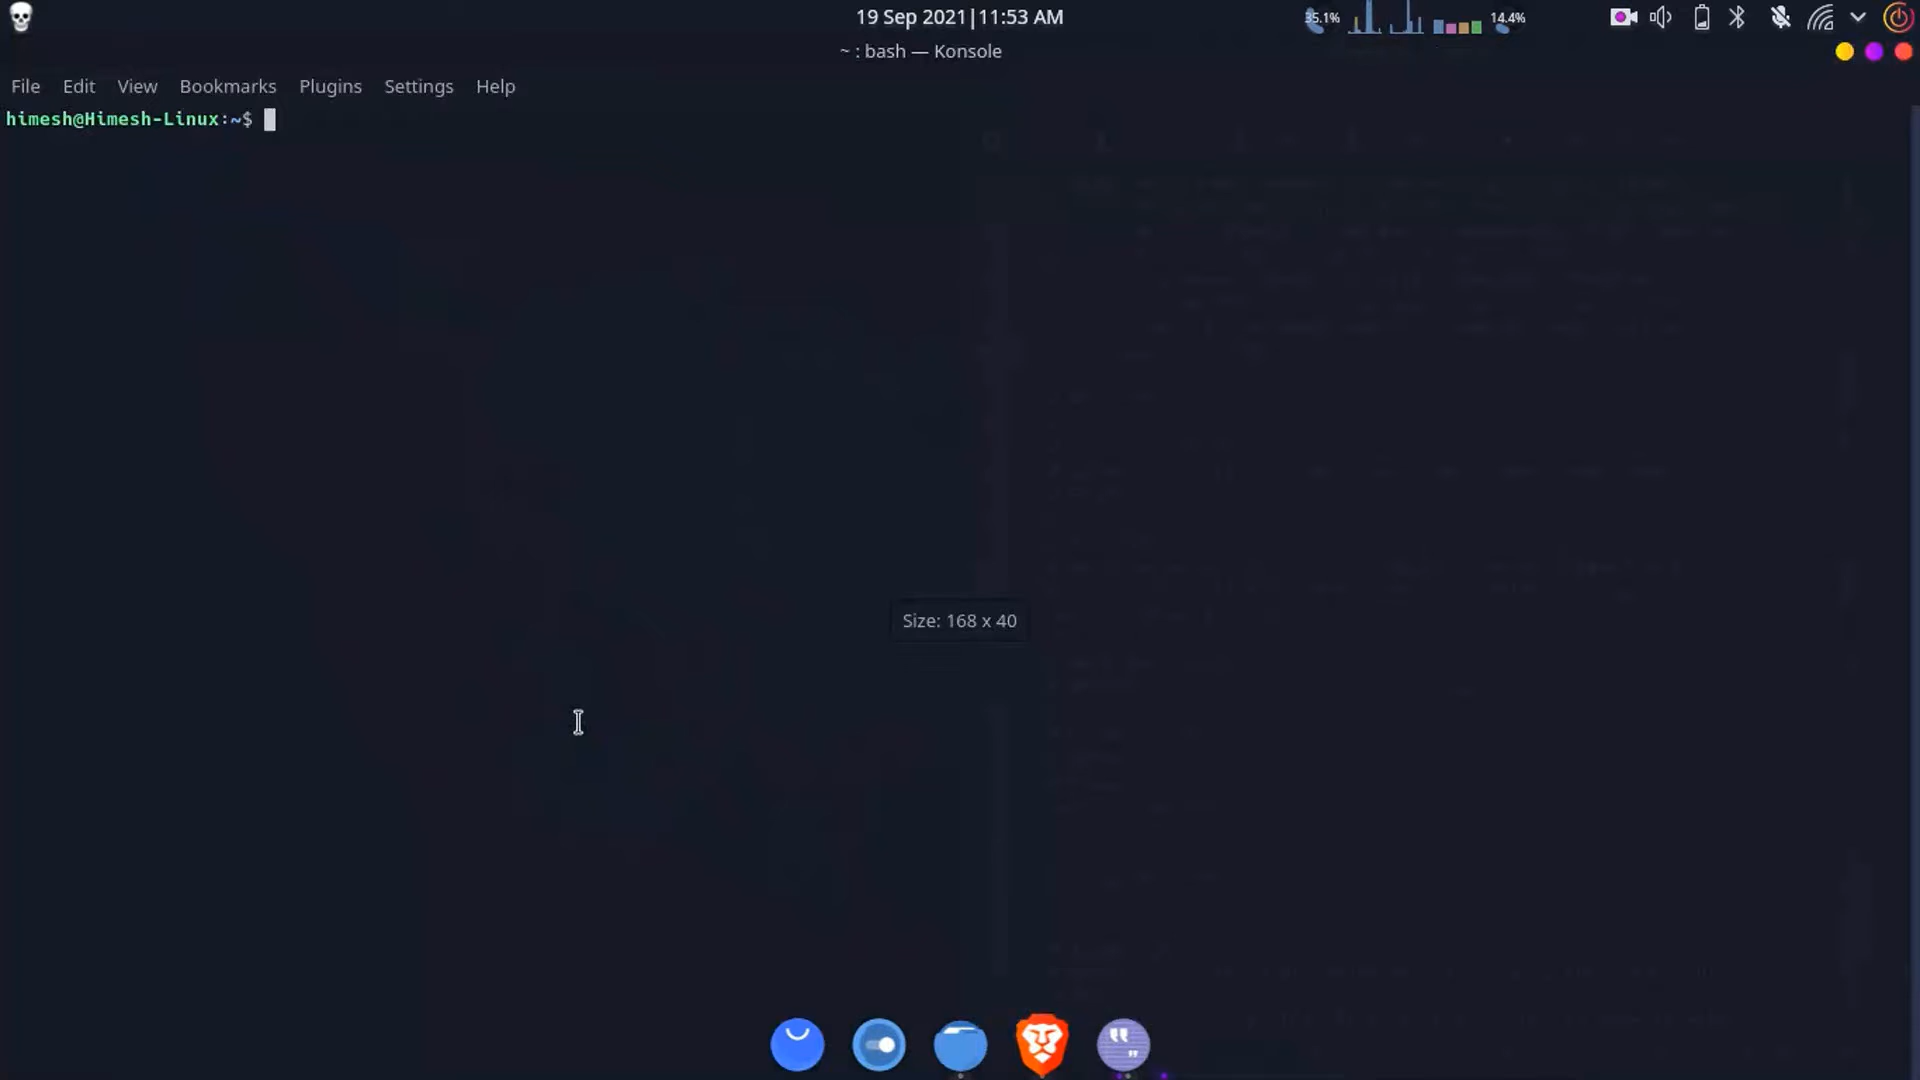 19 Sep 2021|11:53 AM
35.1%
14.4%
~ : bash — Konsole
File Edit View Bookmarks Plugins Settings Help
himesh@Himesh-Linux:~$
Size: 168 x 40